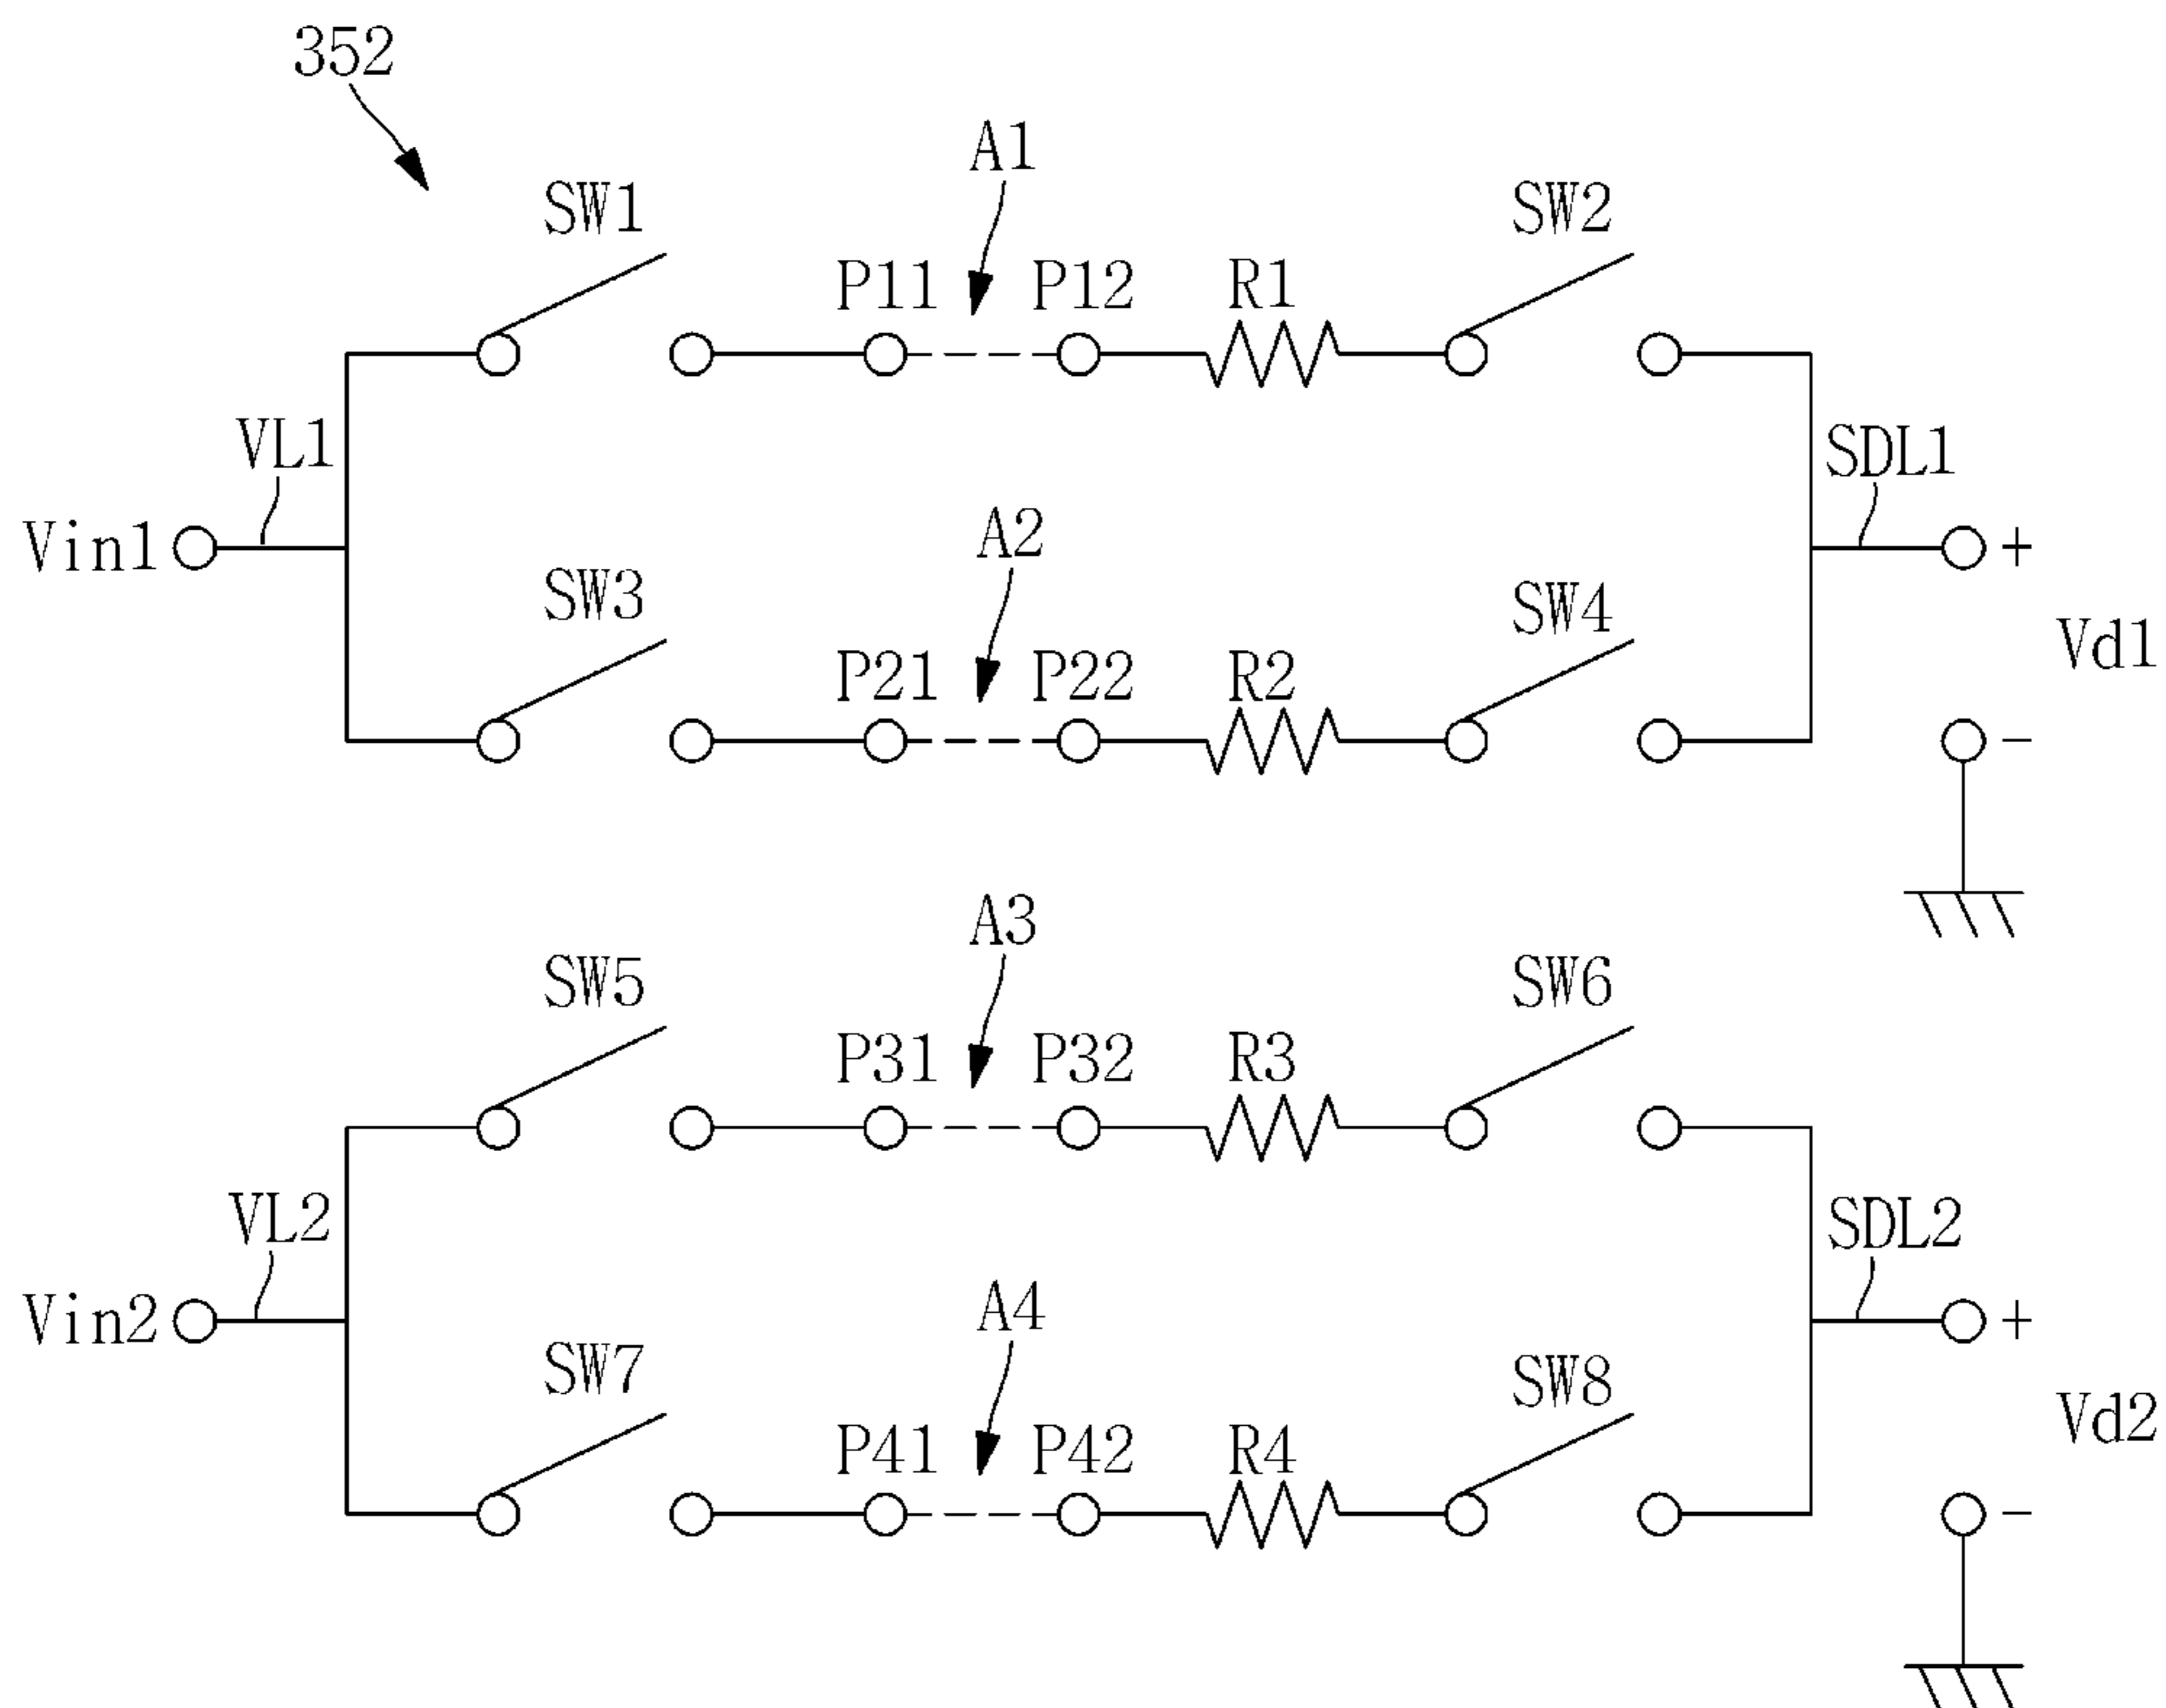 352
A1
SW1
SW2
P11
P12
R1
VL1
SDL1
Vin1
A2
+
SW3
SW4
Vd1
P21
P22
R2
−
A3
SW5
SW6
P31
P32
R3
VL2
SDL2
Vin2
A4
+
SW7
SW8
Vd2
P41
P42
R4
−